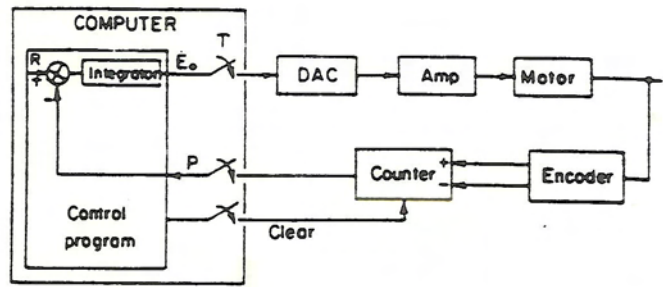 COMPUTER
R
+
-
Integrator
E₀
T
DAC
Amp
Motor
P
Counter
+
-
Encoder
Control
program
Clear